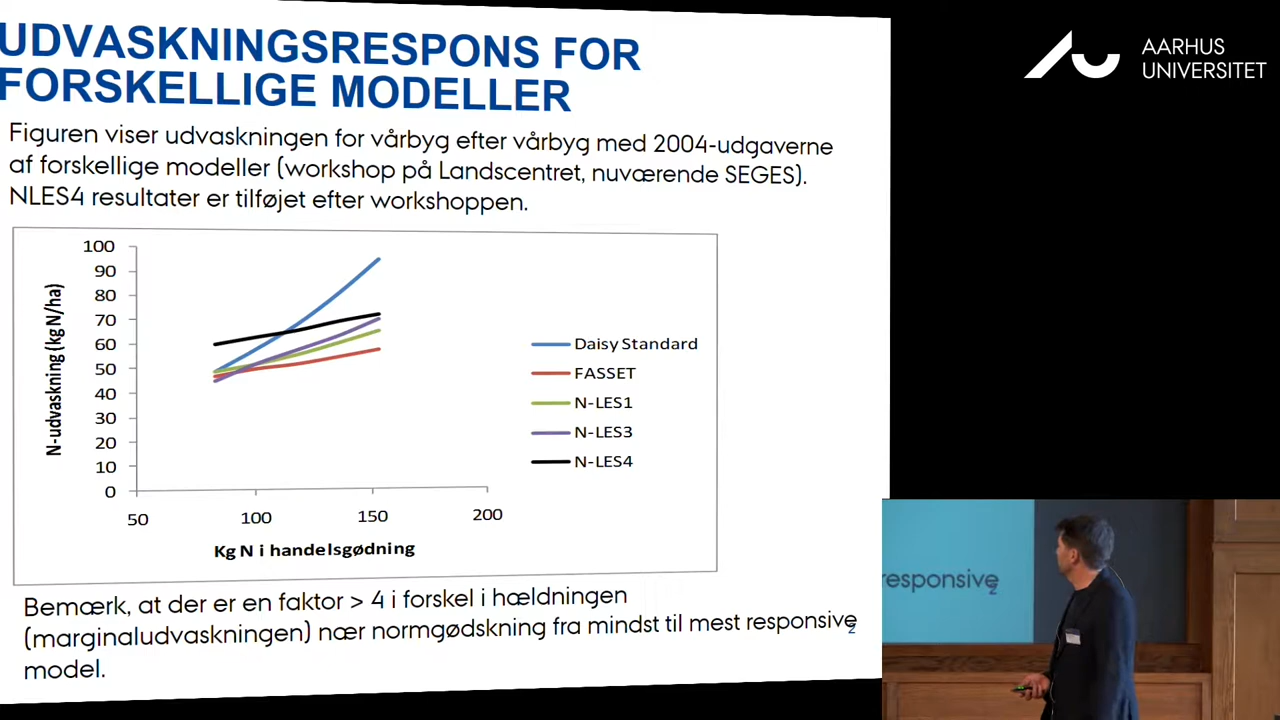 UDVASKNINGSRESPONS FOR
FORSKELLIGE MODELLER
AARHUS
UNIVERSITET
Figuren viser udvaskningen for vårbyg efter vårbyg med 2004-udgaverne
af forskellige modeller (workshop på Landscentret, nuværende SEGES).
NLES4 resultater er tilføjet efter workshoppen.
N-udvaskning (kg N/ha)
100
90
80
70
60
50
40
30
20
10
0
50
100
150
200
Kg N i handelsgødning
Daisy Standard
FASSET
N-LES1
N-LES3
N-LES4
Bemærk, at der er en faktor > 4 i forskel i hældningen
(marginaludvaskningen) nær normgødskning fra mindst til mest responsive
model.
2
responsive
2